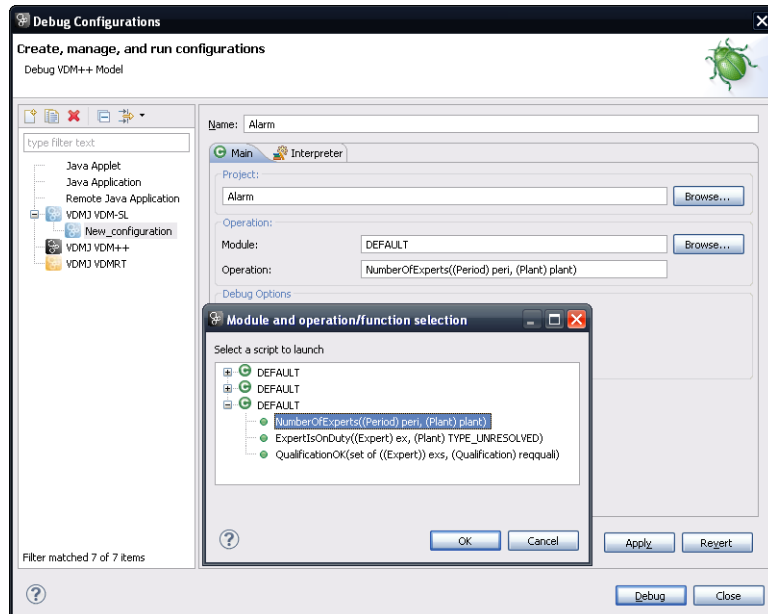 Debug Configurations
Create, manage, and run configurations
Debug VDM++ Model
type filter text
Java Applet
Java Application
Remote Java Application
VDMJ VDM-SL
New_configuration
VDMJ VDM++
VDMJ VDMRT
Filter matched 7 of 7 items
Name: Alarm
Main Interpreter
Project:
Alarm Browse...
Operation:
Module: DEFAULT Browse...
Operation: NumberOfExperts((Period) peri, (Plant) plant)
Debug Options
Module and operation/function selection
Select a script to launch
DEFAULT
DEFAULT
DEFAULT
NumberOfExperts((Period) peri, (Plant) plant)
ExpertIsOnDuty((Expert) ex, (Plant) TYPE_UNRESOLVED)
QualificationOK(set of ((Expert)) exs, (Qualification) reqquali)
OK Cancel
Apply Revert
Debug Close